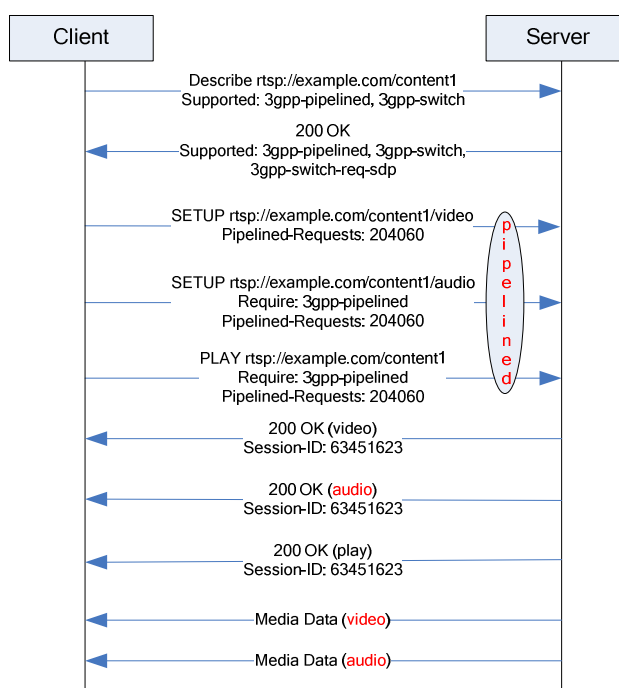 Client
Server
Describe rtsp://example.com/content1
Supported: 3gpp-pipelined, 3gpp-switch
200 OK
Supported: 3gpp-pipelined, 3gpp-switch,
3gpp-switch-req-sdp
SETUP rtsp://example.com/content1/video
Pipelined-Requests: 204060
SETUP rtsp://example.com/content1/audio
Require: 3gpp-pipelined
Pipelined-Requests: 204060
PLAY rtsp://example.com/content1
Require: 3gpp-pipelined
Pipelined-Requests: 204060
pipelined
200 OK (video)
Session-ID: 63451623
200 OK (audio)
Session-ID: 63451623
200 OK (play)
Session-ID: 63451623
Media Data (video)
Media Data (audio)